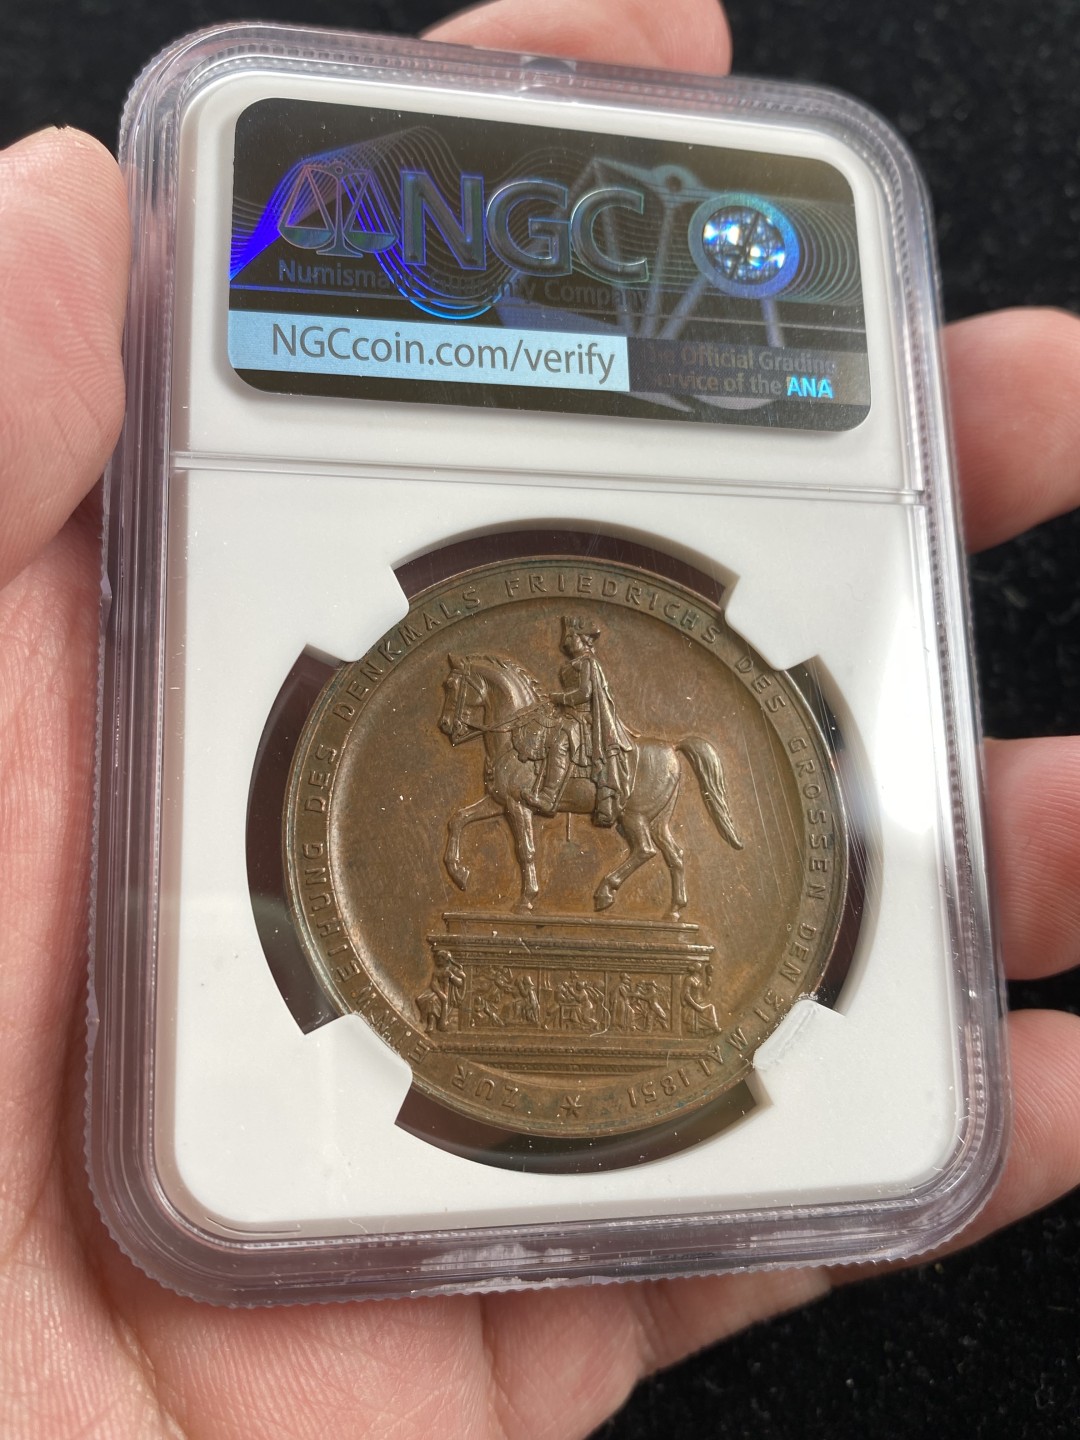 NGC
Numismatic Guaranty Company
NGCcoin.com/verify
The Official Grading
Service of the ANA
ZUR EINWEIHUNG DES DENKMALS FRIEDRICHS DES GROSSEN DEN 31 MAI 1851 *